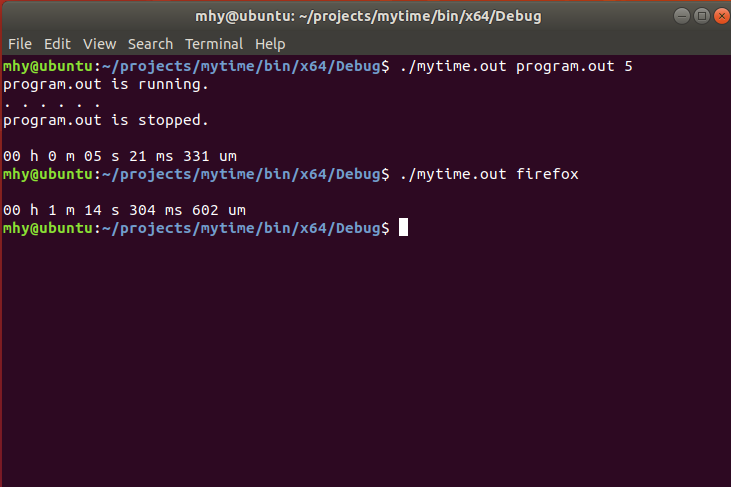 mhy@ubuntu: ~/projects/mytime/bin/x64/Debug
File Edit View Search Terminal Help
mhy@ubuntu:~/projects/mytime/bin/x64/Debug$ ./mytime.out program.out 5
program.out is running.
. . . . . .
program.out is stopped.
00 h 0 m 05 s 21 ms 331 um
mhy@ubuntu:~/projects/mytime/bin/x64/Debug$ ./mytime.out firefox
00 h 1 m 14 s 304 ms 602 um
mhy@ubuntu:~/projects/mytime/bin/x64/Debug$